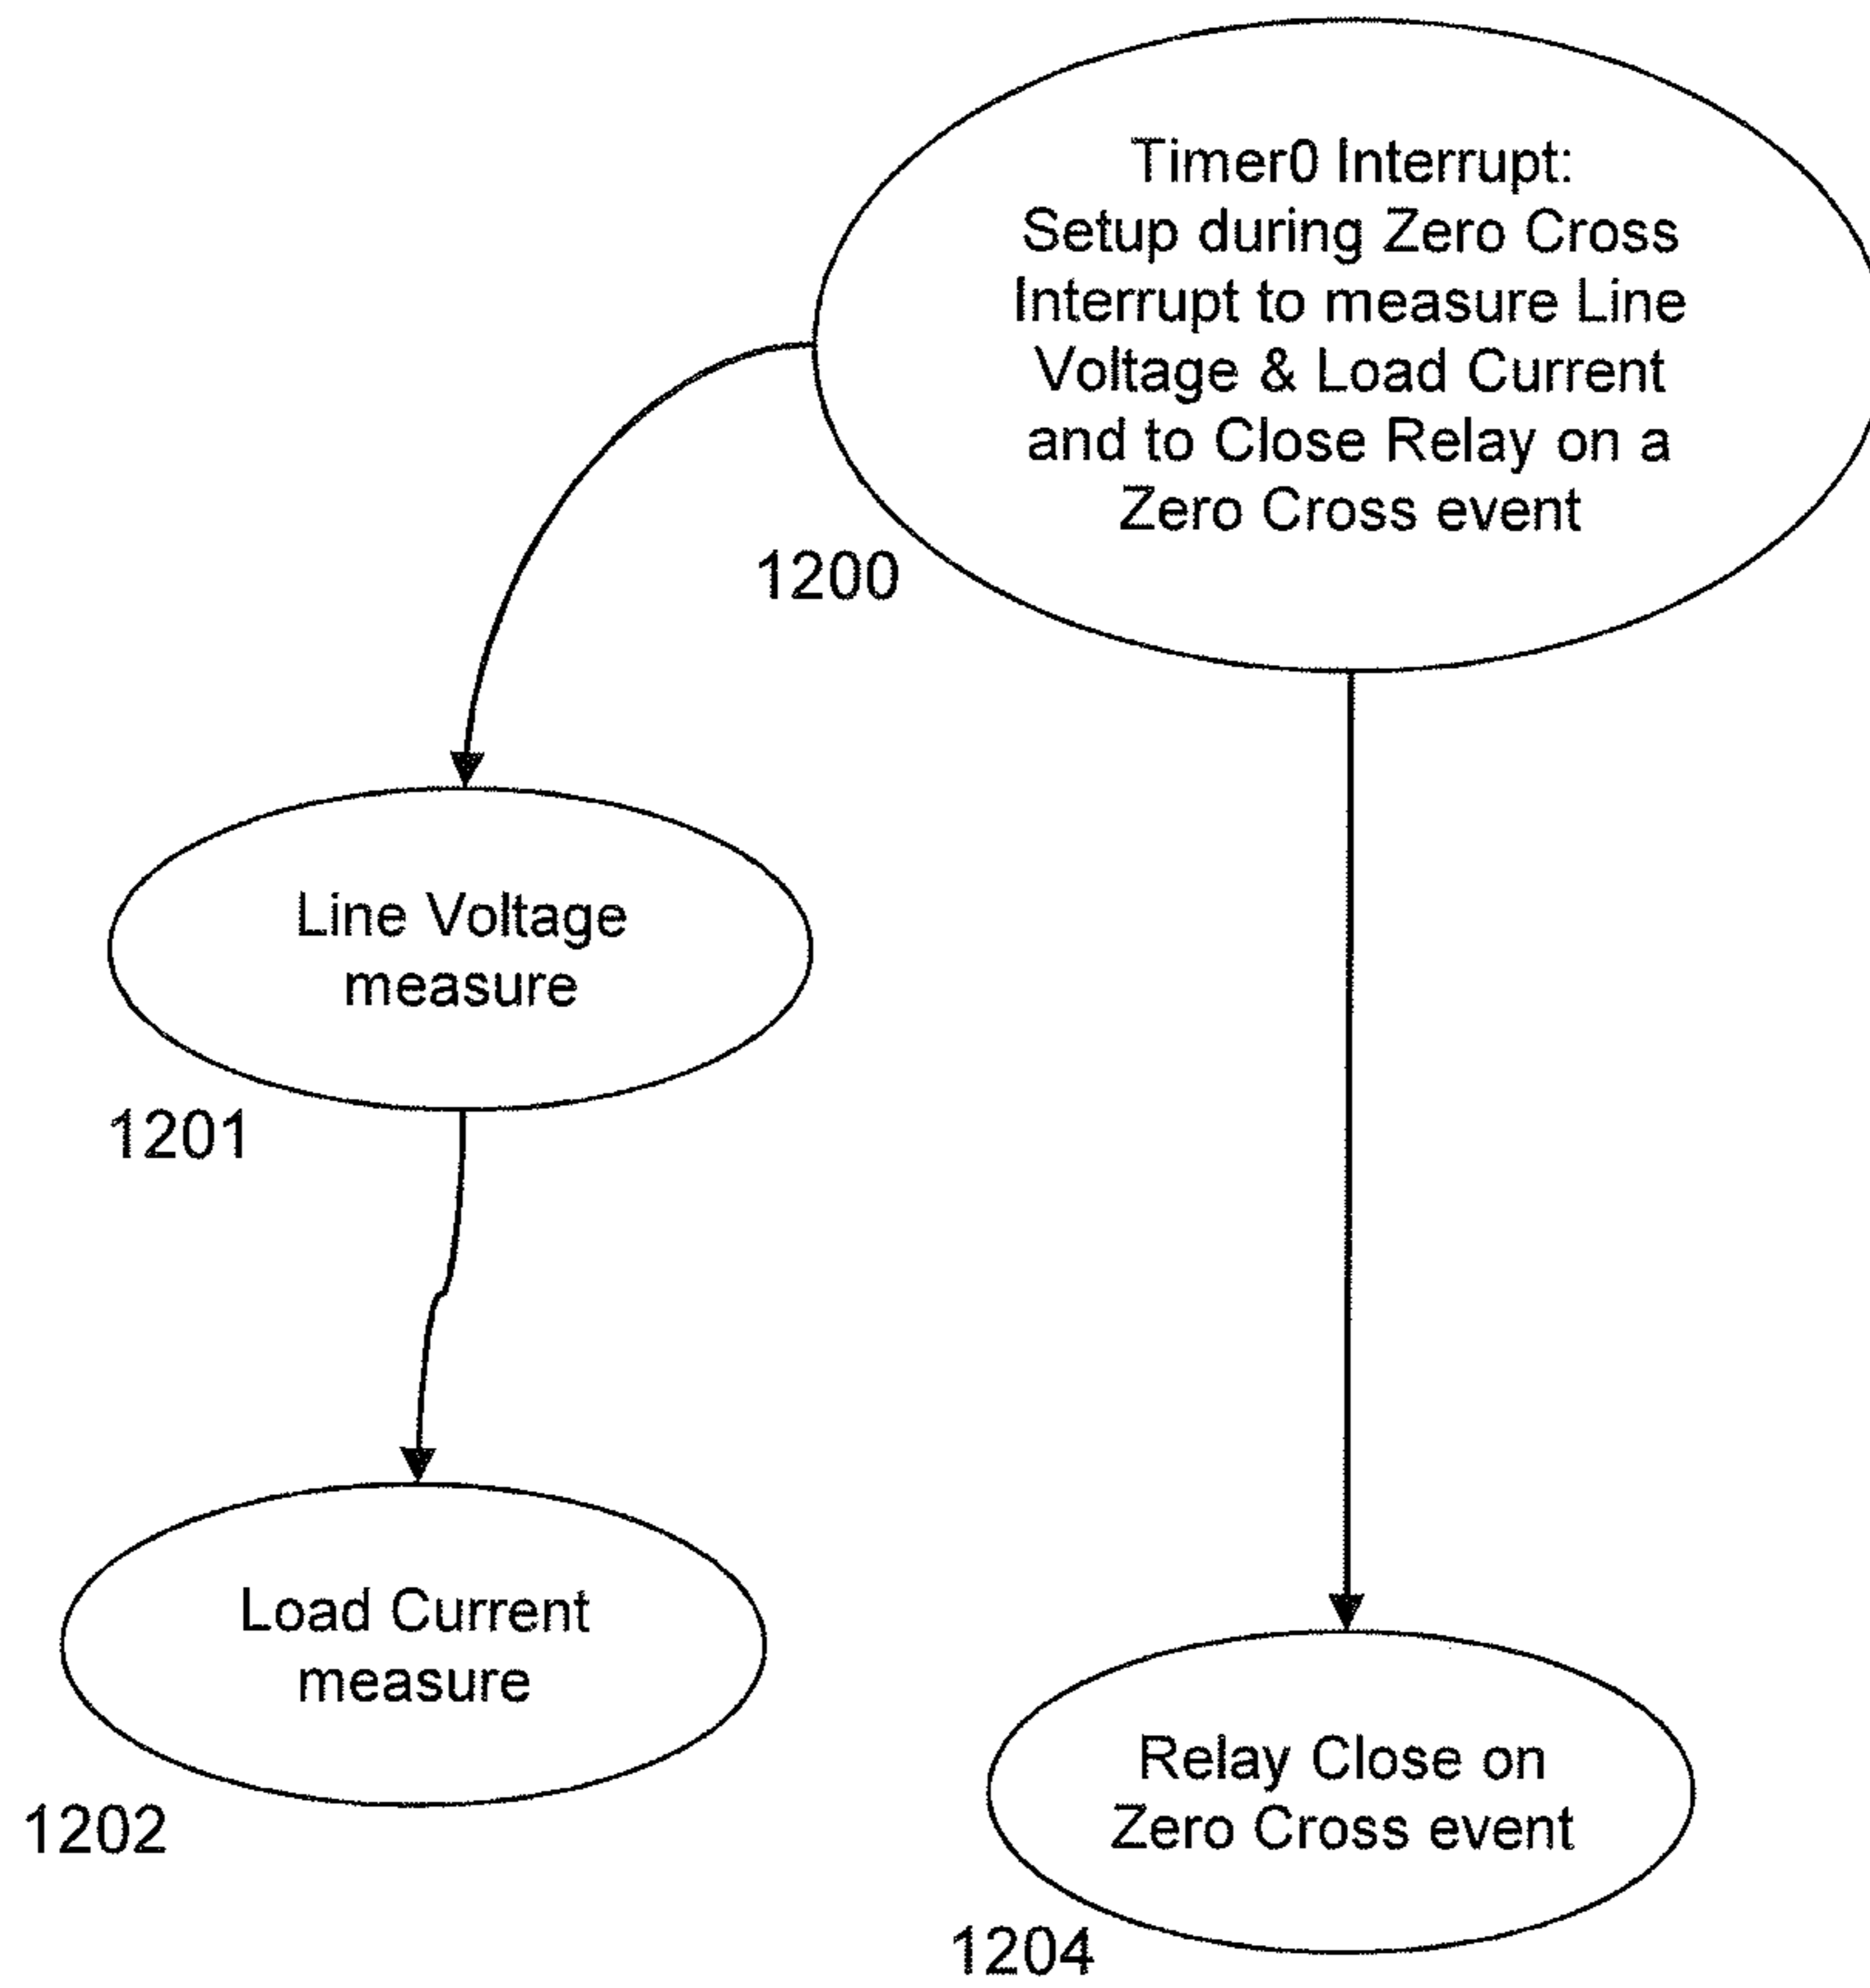 Timer0 Interrupt:
Setup during Zero Cross
Interrupt to measure Line
Voltage & Load Current
and to Close Relay on a
Zero Cross event
1200
Line Voltage
measure
1201
Load Current
measure
1202
Relay Close on
Zero Cross event
1204